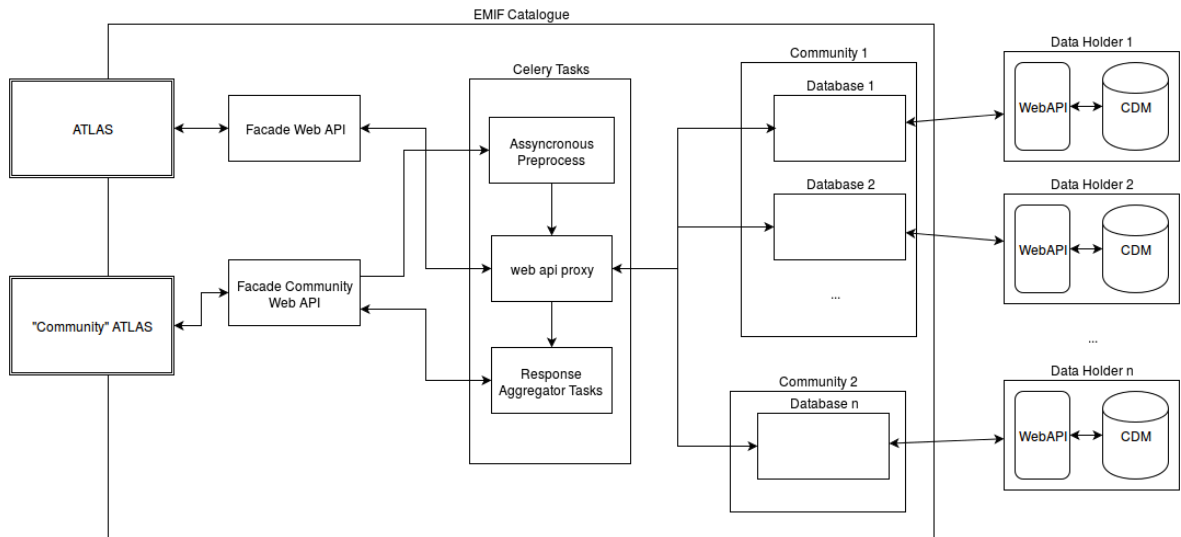 EMIF Catalogue
ATLAS
"Community" ATLAS
Facade Web API
Facade Community
Web API
Celery Tasks
Assyncronous
Preprocess
web api proxy
Response
Aggregator Tasks
Community 1
Database 1
Database 2
...
Community 2
Database n
Data Holder 1
WebAPI
CDM
Data Holder 2
WebAPI
CDM
...
Data Holder n
WebAPI
CDM